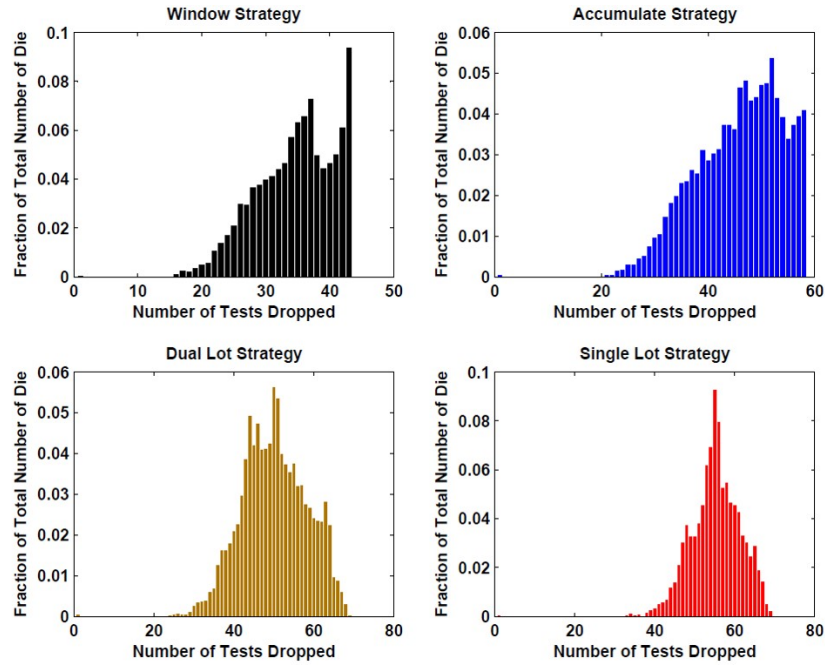 Window Strategy
Fraction of Total Number of Die
0.1
0.08
0.06
0.04
0.02
0
0 10 20 30 40 50
Number of Tests Dropped
Accumulate Strategy
Fraction of Total Number of Die
0.06
0.05
0.04
0.03
0.02
0.01
0
0 20 40 60
Number of Tests Dropped
Dual Lot Strategy
Fraction of Total Number of Die
0.06
0.05
0.04
0.03
0.02
0.01
0
0 20 40 60 80
Number of Tests Dropped
Single Lot Strategy
Fraction of Total Number of Die
0.1
0.08
0.06
0.04
0.02
0
0 20 40 60 80
Number of Tests Dropped